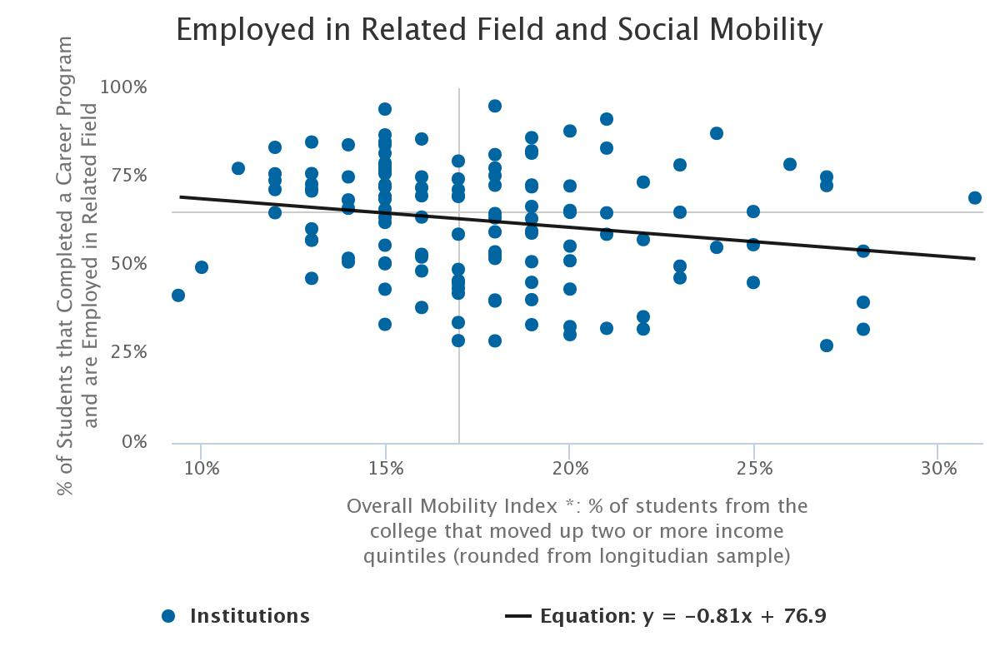 Employed in Related Field and Social Mobility
% of Students that Completed a Career Program
and are Employed in Related Field
100%
75%
50%
25%
0%
10%
15%
20%
25%
30%
Overall Mobility Index *: % of students from the
college that moved up two or more income
quintiles (rounded from longitudian sample)
Institutions
Equation: y = -0.81x + 76.9